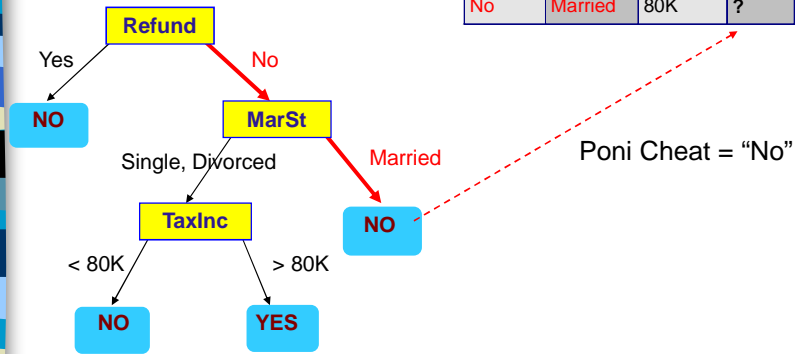 No Married 80K ?
Refund
Yes No
NO MarSt
Single, Divorced Married
Poni Cheat = “No”
TaxInc NO
< 80K > 80K
NO YES